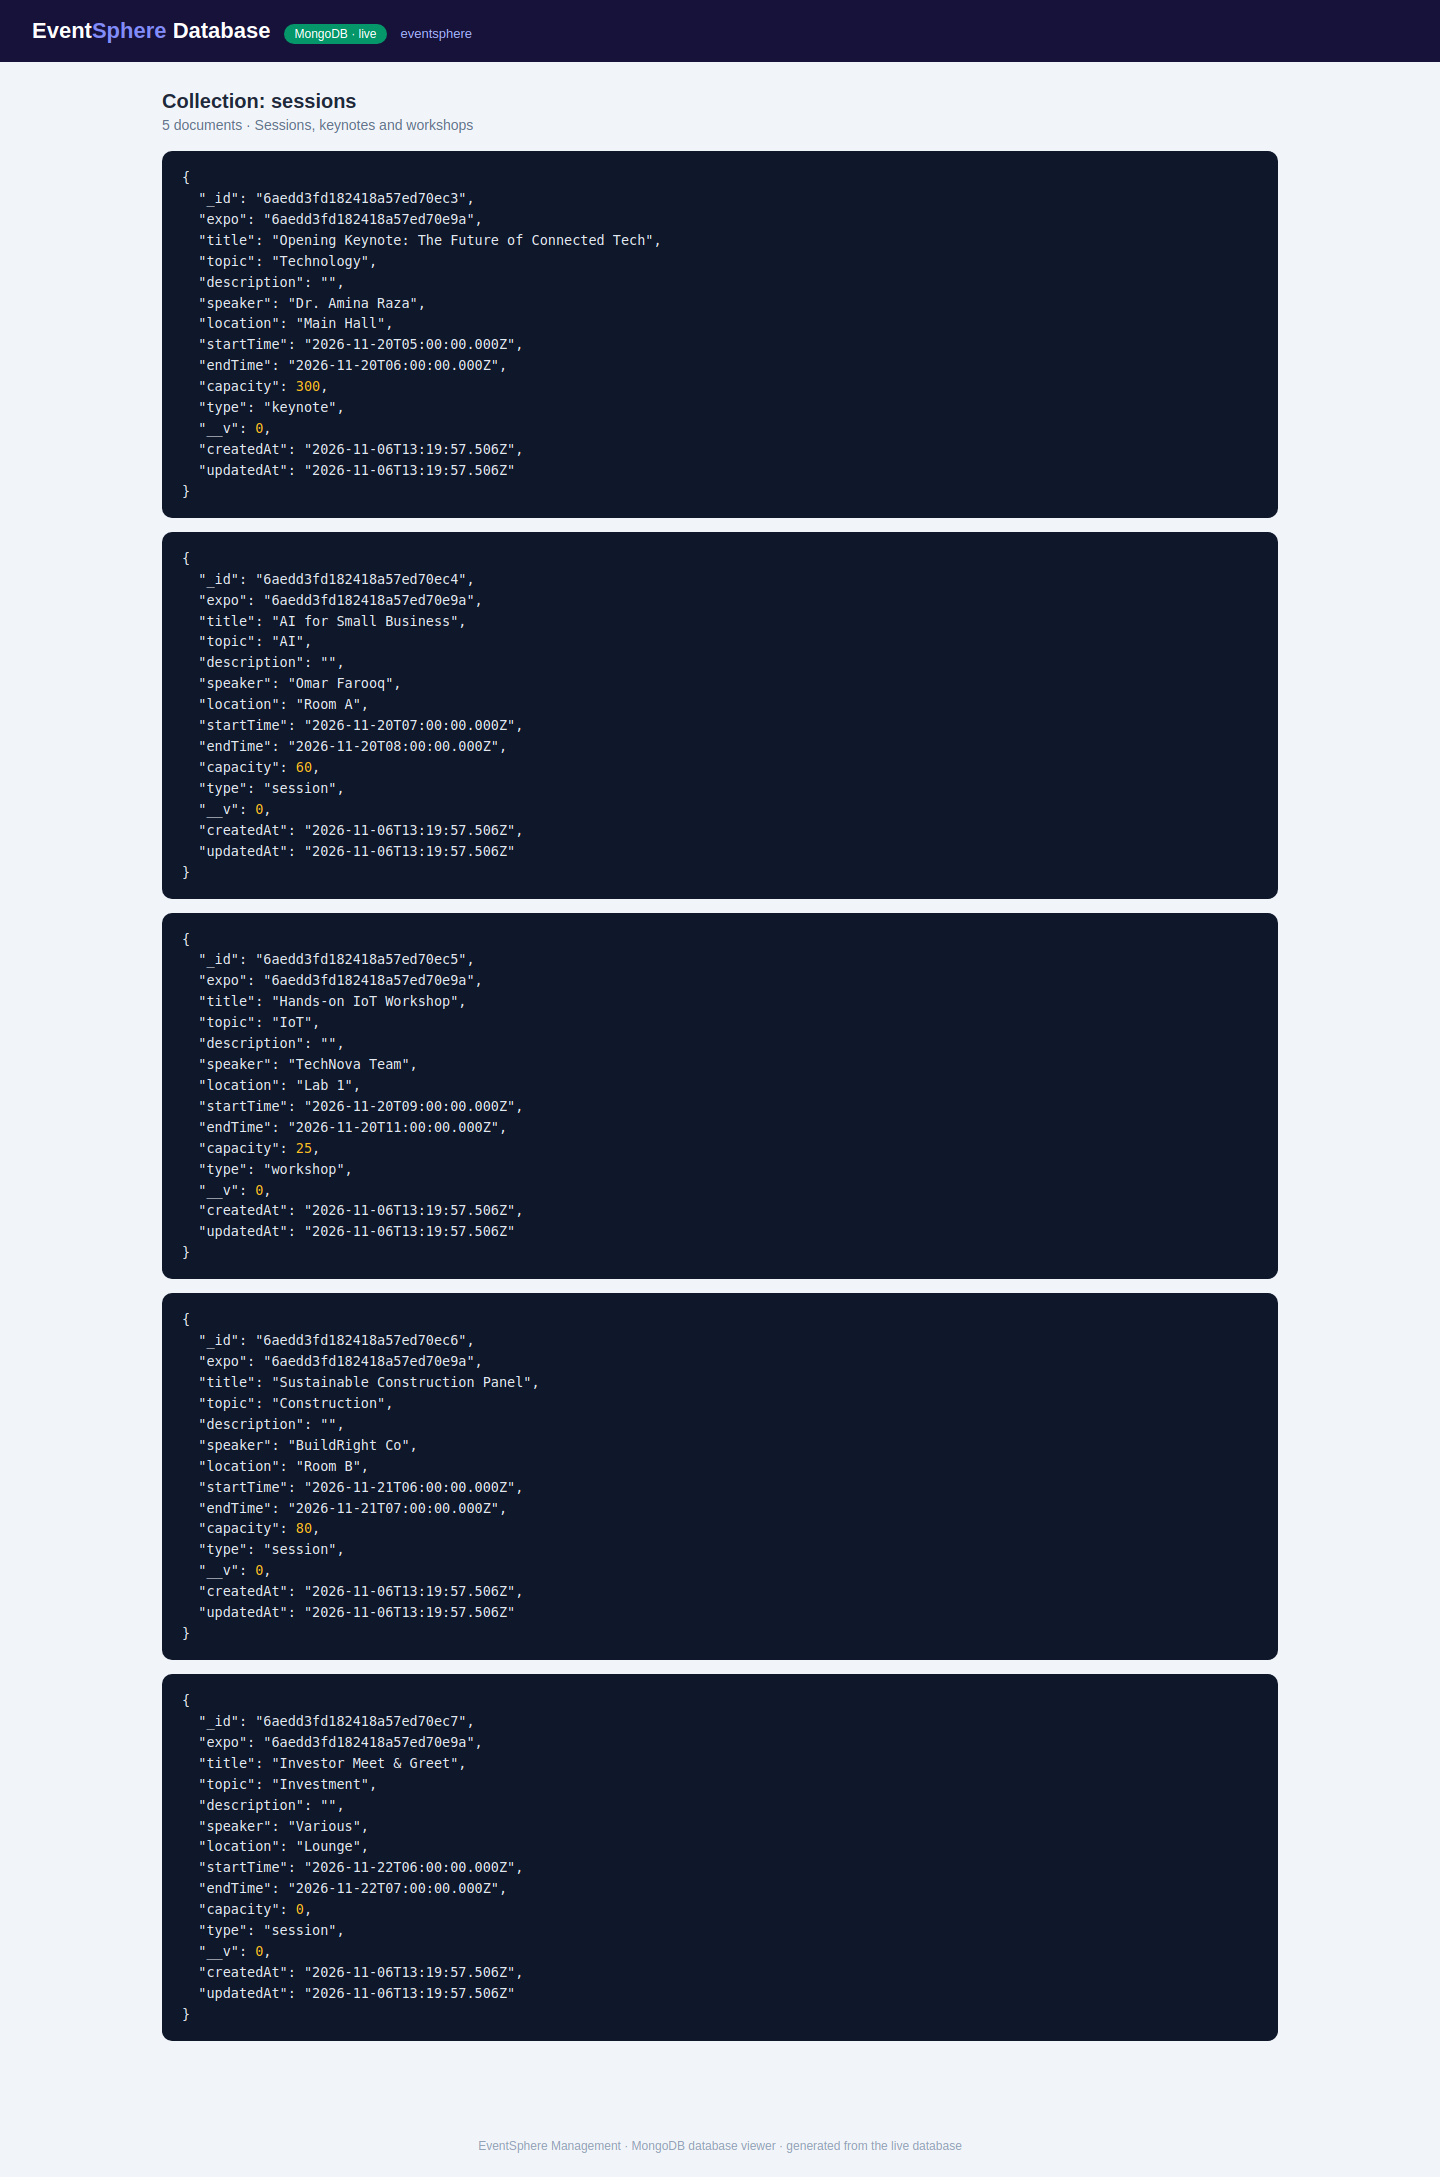 EventSphere Database MongoDB · live eventsphere
Collection: sessions
5 documents · Sessions, keynotes and workshops
{
  "_id": "6aedd3fd182418a57ed70ec3",
  "expo": "6aedd3fd182418a57ed70e9a",
  "title": "Opening Keynote: The Future of Connected Tech",
  "topic": "Technology",
  "description": "",
  "speaker": "Dr. Amina Raza",
  "location": "Main Hall",
  "startTime": "2026-11-20T05:00:00.000Z",
  "endTime": "2026-11-20T06:00:00.000Z",
  "capacity": 300,
  "type": "keynote",
  "__v": 0,
  "createdAt": "2026-11-06T13:19:57.506Z",
  "updatedAt": "2026-11-06T13:19:57.506Z"
}
{
  "_id": "6aedd3fd182418a57ed70ec4",
  "expo": "6aedd3fd182418a57ed70e9a",
  "title": "AI for Small Business",
  "topic": "AI",
  "description": "",
  "speaker": "Omar Farooq",
  "location": "Room A",
  "startTime": "2026-11-20T07:00:00.000Z",
  "endTime": "2026-11-20T08:00:00.000Z",
  "capacity": 60,
  "type": "session",
  "__v": 0,
  "createdAt": "2026-11-06T13:19:57.506Z",
  "updatedAt": "2026-11-06T13:19:57.506Z"
}
{
  "_id": "6aedd3fd182418a57ed70ec5",
  "expo": "6aedd3fd182418a57ed70e9a",
  "title": "Hands-on IoT Workshop",
  "topic": "IoT",
  "description": "",
  "speaker": "TechNova Team",
  "location": "Lab 1",
  "startTime": "2026-11-20T09:00:00.000Z",
  "endTime": "2026-11-20T11:00:00.000Z",
  "capacity": 25,
  "type": "workshop",
  "__v": 0,
  "createdAt": "2026-11-06T13:19:57.506Z",
  "updatedAt": "2026-11-06T13:19:57.506Z"
}
{
  "_id": "6aedd3fd182418a57ed70ec6",
  "expo": "6aedd3fd182418a57ed70e9a",
  "title": "Sustainable Construction Panel",
  "topic": "Construction",
  "description": "",
  "speaker": "BuildRight Co",
  "location": "Room B",
  "startTime": "2026-11-21T06:00:00.000Z",
  "endTime": "2026-11-21T07:00:00.000Z",
  "capacity": 80,
  "type": "session",
  "__v": 0,
  "createdAt": "2026-11-06T13:19:57.506Z",
  "updatedAt": "2026-11-06T13:19:57.506Z"
}
{
  "_id": "6aedd3fd182418a57ed70ec7",
  "expo": "6aedd3fd182418a57ed70e9a",
  "title": "Investor Meet & Greet",
  "topic": "Investment",
  "description": "",
  "speaker": "Various",
  "location": "Lounge",
  "startTime": "2026-11-22T06:00:00.000Z",
  "endTime": "2026-11-22T07:00:00.000Z",
  "capacity": 0,
  "type": "session",
  "__v": 0,
  "createdAt": "2026-11-06T13:19:57.506Z",
  "updatedAt": "2026-11-06T13:19:57.506Z"
}
EventSphere Management · MongoDB database viewer · generated from the live database